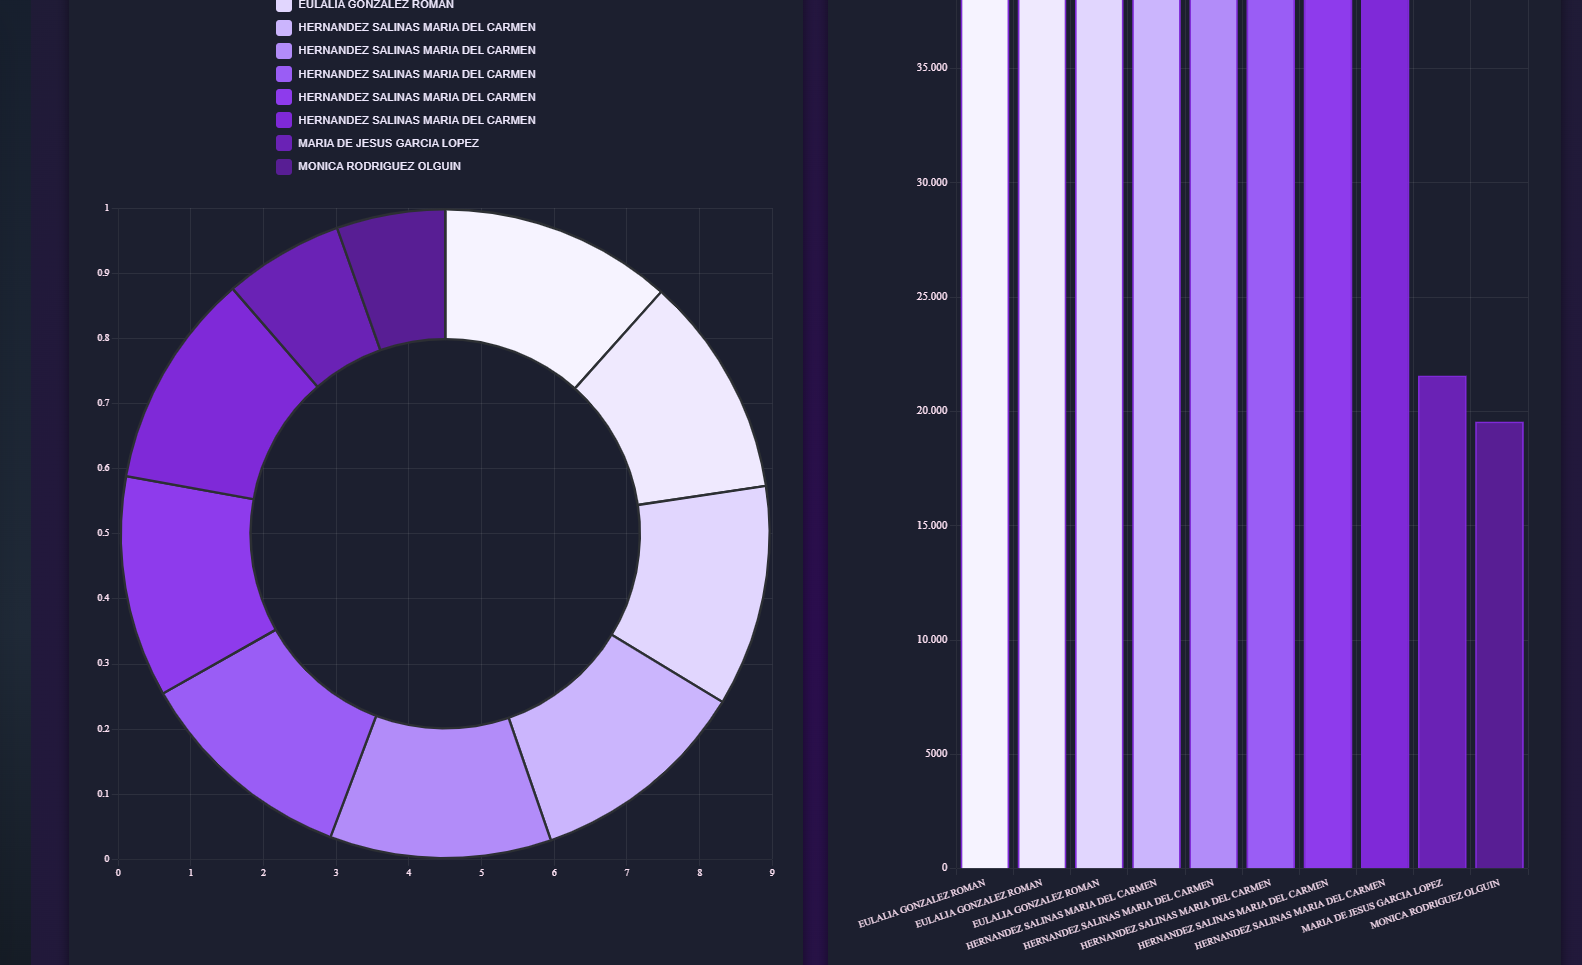 EULALIA GONZALEZ ROMAN
HERNANDEZ SALINAS MARIA DEL CARMEN
HERNANDEZ SALINAS MARIA DEL CARMEN
HERNANDEZ SALINAS MARIA DEL CARMEN
HERNANDEZ SALINAS MARIA DEL CARMEN
HERNANDEZ SALINAS MARIA DEL CARMEN
MARIA DE JESUS GARCIA LOPEZ
MONICA RODRIGUEZ OLGUIN
1
0.9
0.8
0.7
0.6
0.5
0.4
0.3
0.2
0.1
0
0 1 2 3 4 5 6 7 8 9
35.000
30.000
25.000
20.000
15.000
10.000
5000
0
EULALIA GONZALEZ ROMAN
EULALIA GONZALEZ ROMAN
EULALIA GONZALEZ ROMAN
HERNANDEZ SALINAS MARIA DEL CARMEN
HERNANDEZ SALINAS MARIA DEL CARMEN
HERNANDEZ SALINAS MARIA DEL CARMEN
HERNANDEZ SALINAS MARIA DEL CARMEN
HERNANDEZ SALINAS MARIA DEL CARMEN
MARIA DE JESUS GARCIA LOPEZ
MONICA RODRIGUEZ OLGUIN